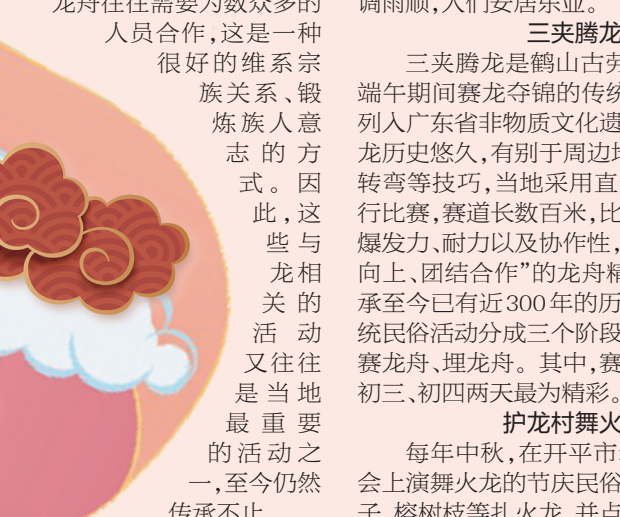 龙舟往往需要为数众多的
人员合作,这是一种
很好的维系宗
族关系、锻
炼族人意
志的方
式。因
此,这
些与
龙相
关的
活动
又往往
是当地
最重要
的活动之
一,至今仍然
传承不止
调雨顺,人们安居乐业。
三夹腾龙
三夹腾龙是鹤山古劳
端午期间赛龙夺锦的传统
列入广东省非物质文化遗
龙历史悠久,有别于周边地
转弯等技巧,当地采用直
行比赛,赛道长数百米,比
爆发力、耐力以及协作性,
向上、团结合作”的龙舟精
承至今已有近300年的历
统民俗活动分成三个阶段
赛龙舟、埋龙舟。其中,赛
初三、初四两天最为精彩。
护龙村舞火
每年中秋,在开平市
会上演舞火龙的节庆民俗
子、榕树枝等扎火龙,并点